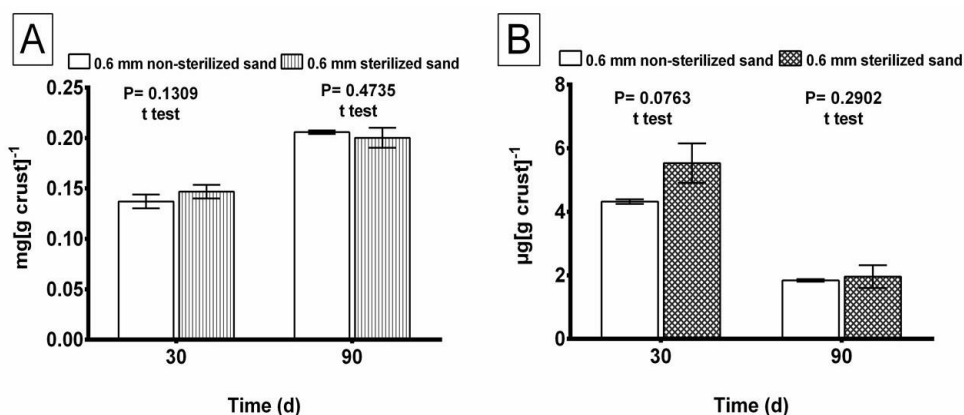 A
0.6 mm non-sterilized sand 0.6 mm sterilized sand
P= 0.1309
t test
P= 0.4735
t test
0.25
0.20
0.15
0.10
0.05
0.00
mg[g crust]-1
30 90
Time (d)
B
0.6 mm non-sterilized sand 0.6 mm sterilized sand
P= 0.0763
t test
P= 0.2902
t test
8
6
4
2
0
µg[g crust]-1
30 90
Time (d)